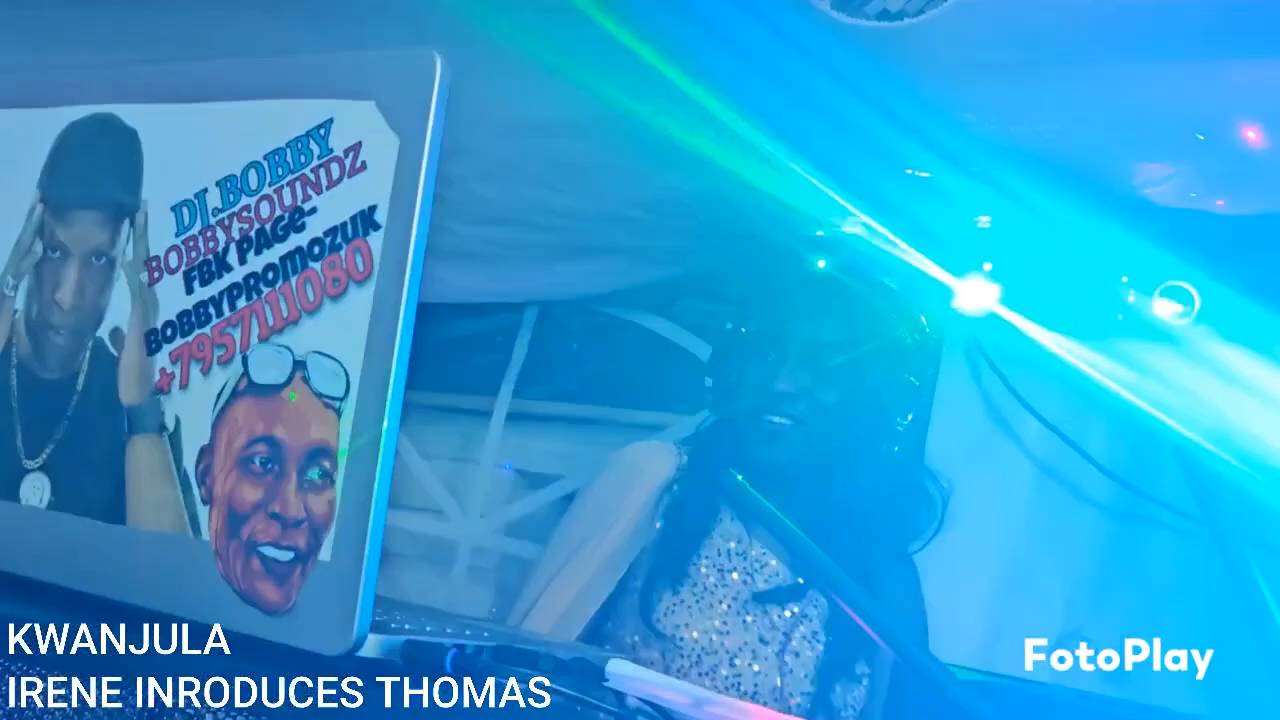 DJ.BOBBY
BOBBYSOUNDZ
FBK PAGE-
BOBBYPROMOZUK
+7957111080
KWANJULA
IRENE INRODUCES THOMAS
FotoPlay